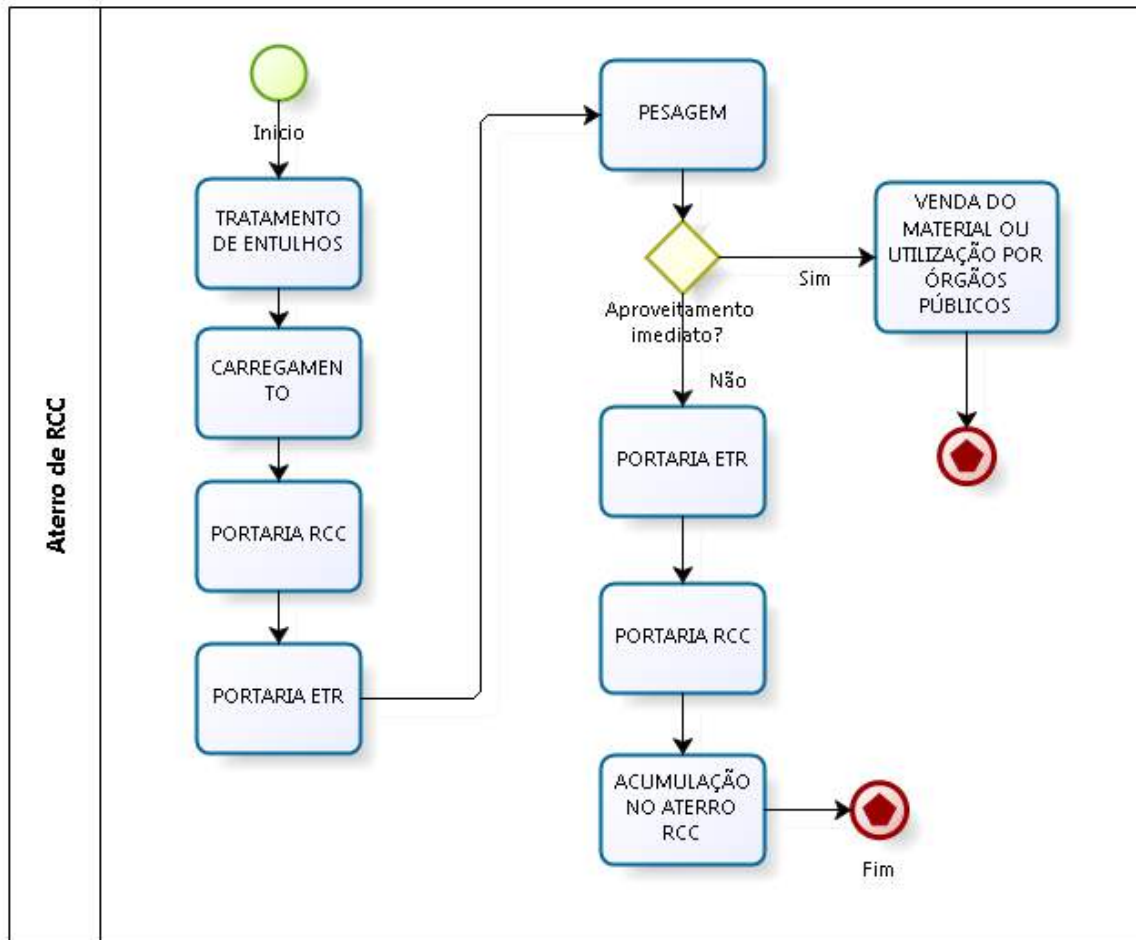 Aterro de RCC
Inicio
TRATAMENTO
DE ENTULHOS
CARREGAMEN
TO
PORTARIA RCC
PORTARIA ETR
PESAGEM
Aproveitamento
imediato?
Sim
VENDA DO
MATERIAL OU
UTILIZAÇÃO POR
ÓRGÃOS
PÚBLICOS
Não
PORTARIA ETR
PORTARIA RCC
ACUMULAÇÃO
NO ATERRO
RCC
Fim